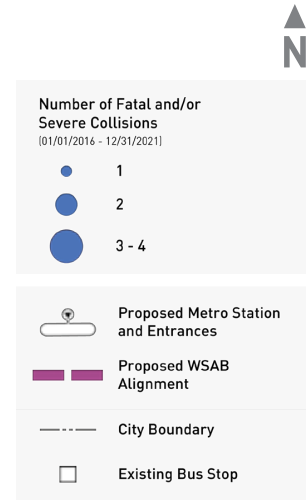 N
Number of Fatal and/or
Severe Collisions
(01/01/2016 - 12/31/2021)
1
2
3 - 4
Proposed Metro Station
and Entrances
Proposed WSAB
Alignment
City Boundary
Existing Bus Stop